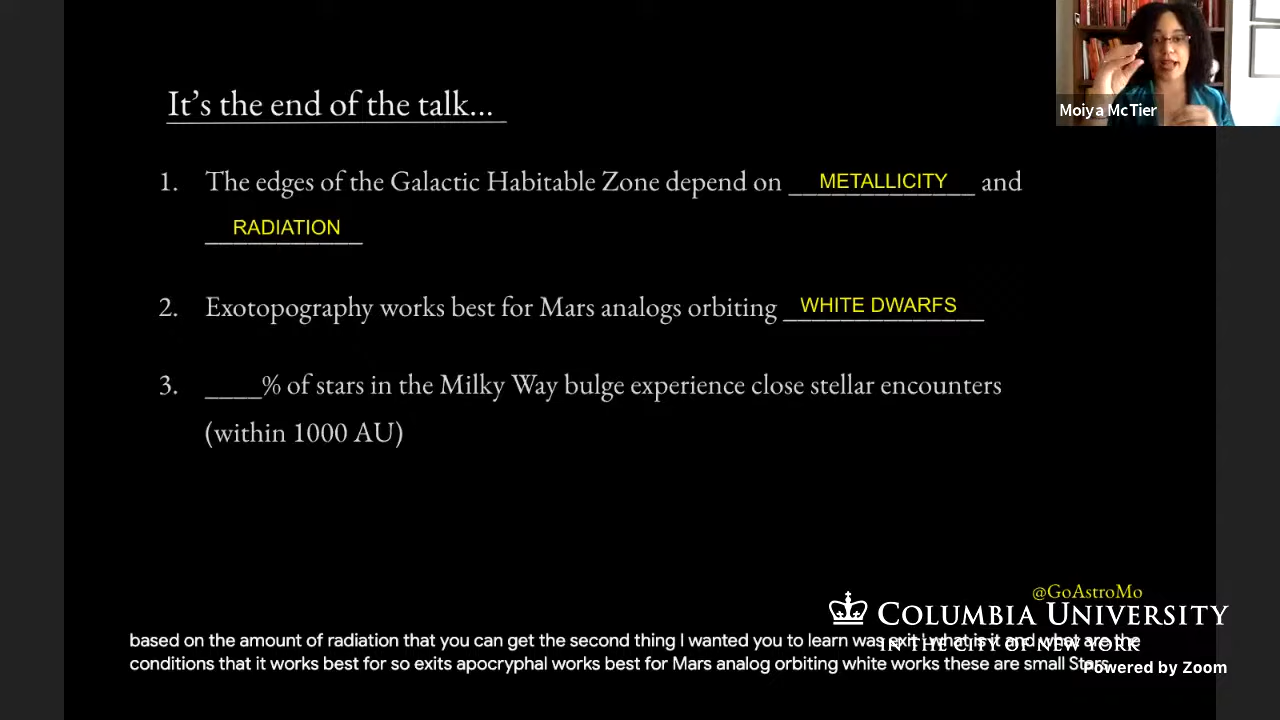 It's the end of the talk...
1. The edges of the Galactic Habitable Zone depend on METALLICITY and
RADIATION
2. Exotopography works best for Mars analogs orbiting WHITE DWARFS
3. ____% of stars in the Milky Way bulge experience close stellar encounters
(within 1000 AU)
Moiya McTier
@GoAstroMo
COLUMBIA UNIVERSITY
IN THE CITY OF NEW YORK
based on the amount of radiation that you can get the second thing I wanted you to learn was exit I what is it and what are the
conditions that it works best for so exits apocryphal works best for Mars analog orbiting white works these are small Stars
Powered by Zoom